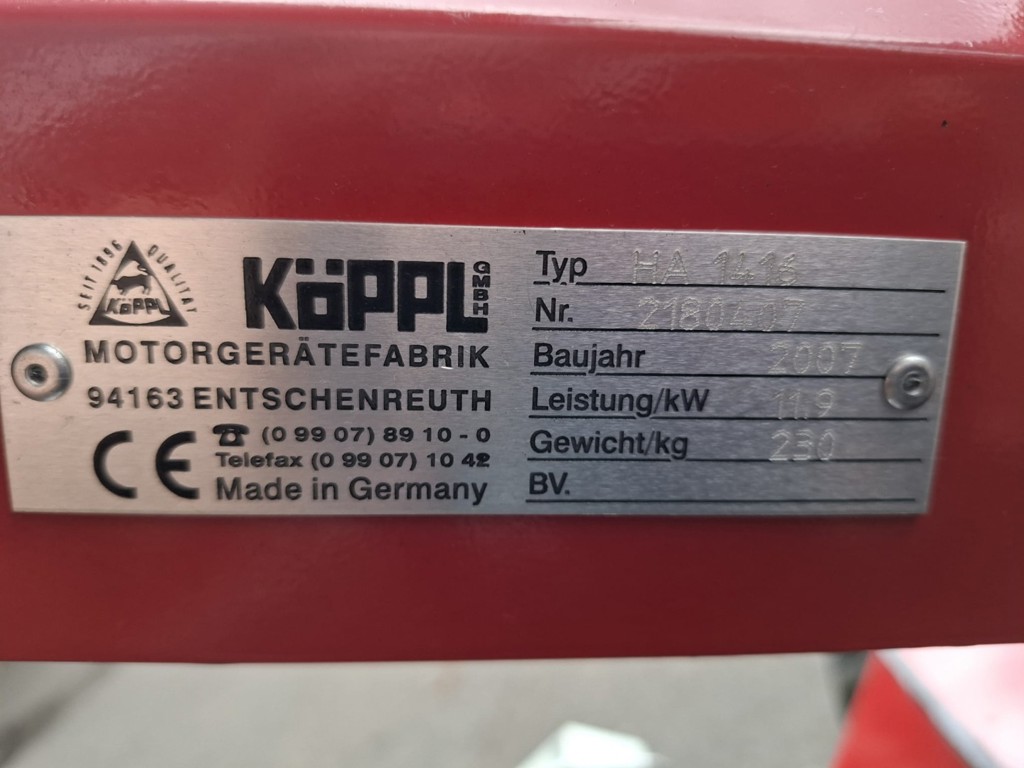 SEIT 1896 QUALITÄT
KÖPPL
KÖPPL GMBH
MOTORGERÄTEFABRIK
94163 ENTSCHENREUTH
CE
☎ (0 99 07) 89 10 - 0
Telefax (0 99 07) 10 42
Made in Germany
Typ HA 1416
Nr. 2180407
Baujahr 2007
Leistung/kW 11.9
Gewicht/kg 230
BV.